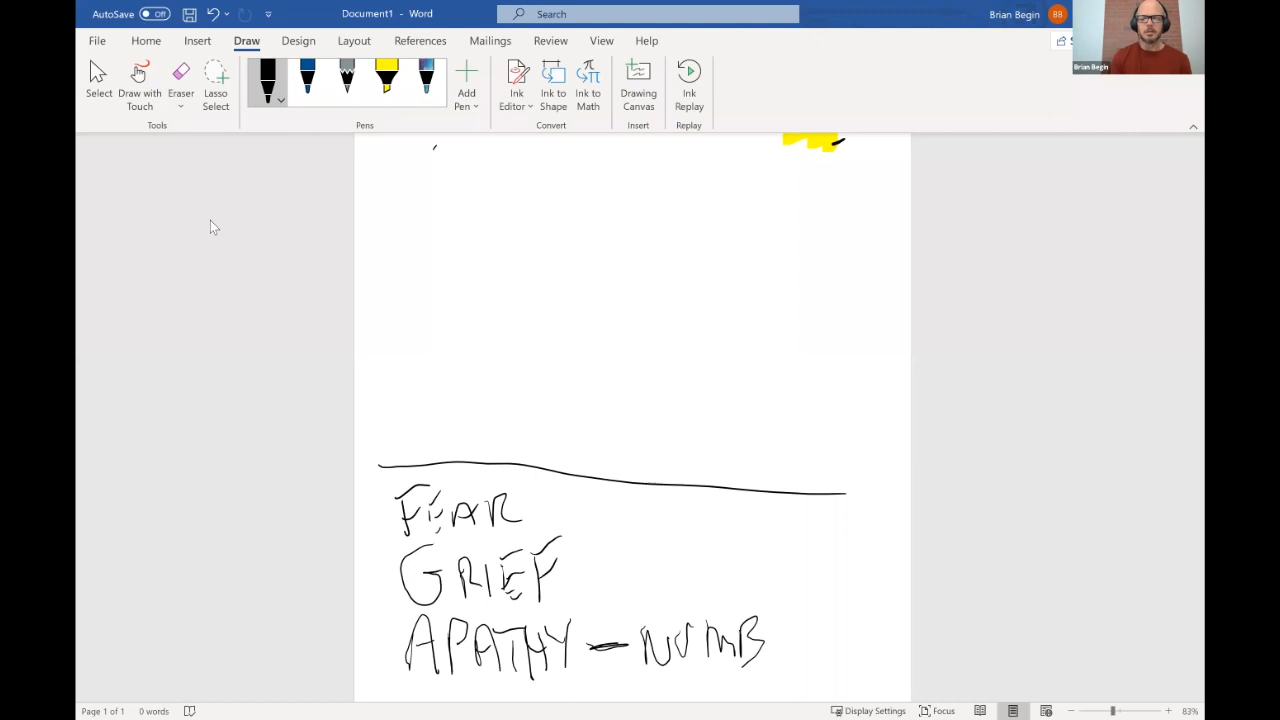 AutoSave Off Document1 - Word Search Brian Begin BB
File Home Insert Draw Design Layout References Mailings Review View Help
Brian Begin
Select Draw with Touch Eraser Lasso Select Add Pen Ink Editor Ink to Shape Ink to Math Drawing Canvas Ink Replay
Tools Pens Convert Insert Replay
FEAR
GRIEF
APATHY - NUMB
Page 1 of 1 0 words Display Settings Focus 83%